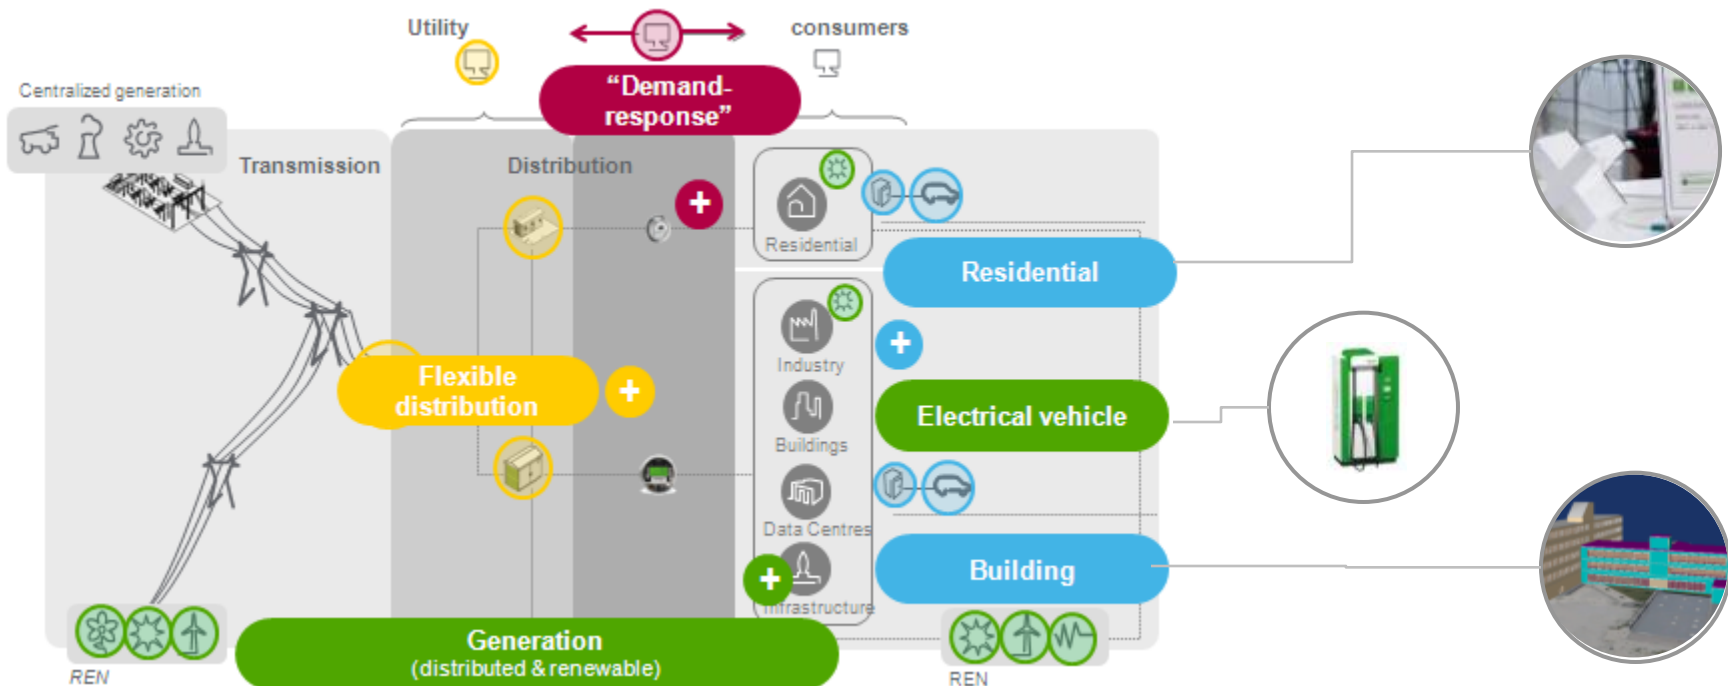 Utility
consumers
“Demand-
response”
Centralized generation
Transmission
Distribution
Residential
Residential
Industry
Flexible
distribution
Electrical vehicle
Buildings
Data Centres
Building
Infrastructure
Generation
(distributed & renewable)
REN
REN